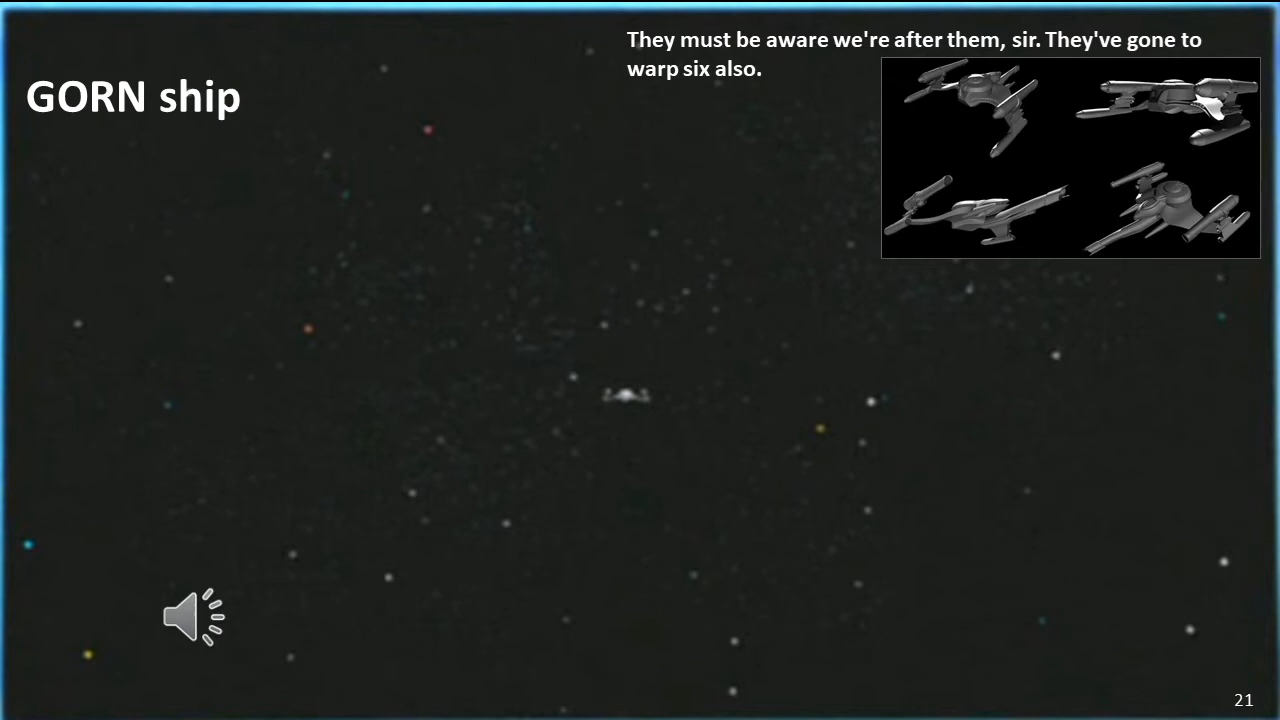 They must be aware we're after them, sir. They've gone to
warp six also.
GORN ship
21